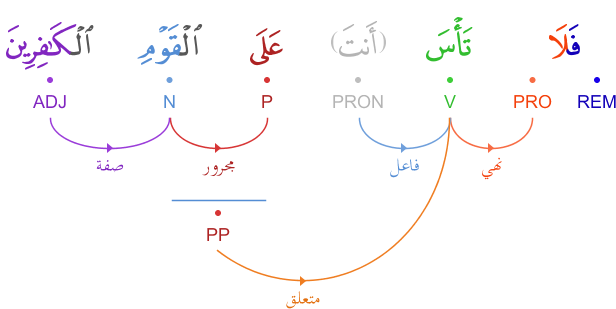 فَلَا تَأْسَ (أَنتَ) عَلَى ٱلْقَوْمِ ٱلْكَـٰفِرِينَ
REM PRO V PRON P N ADJ
نهي فاعل مجرور صفة
PP
متعلق